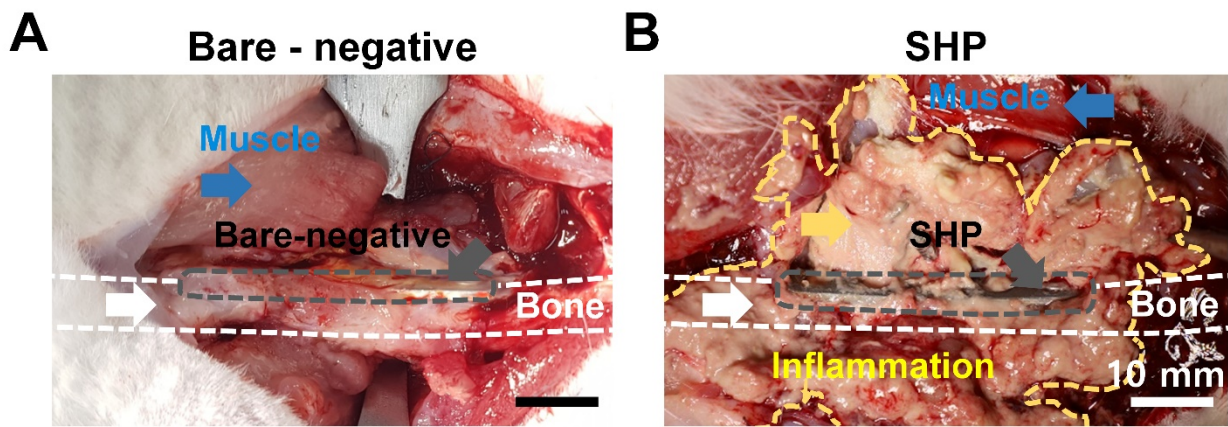 A
Bare - negative
Muscle
Bare-negative
Bone
B
SHP
Muscle
SHP
Bone
Inflammation
10 mm